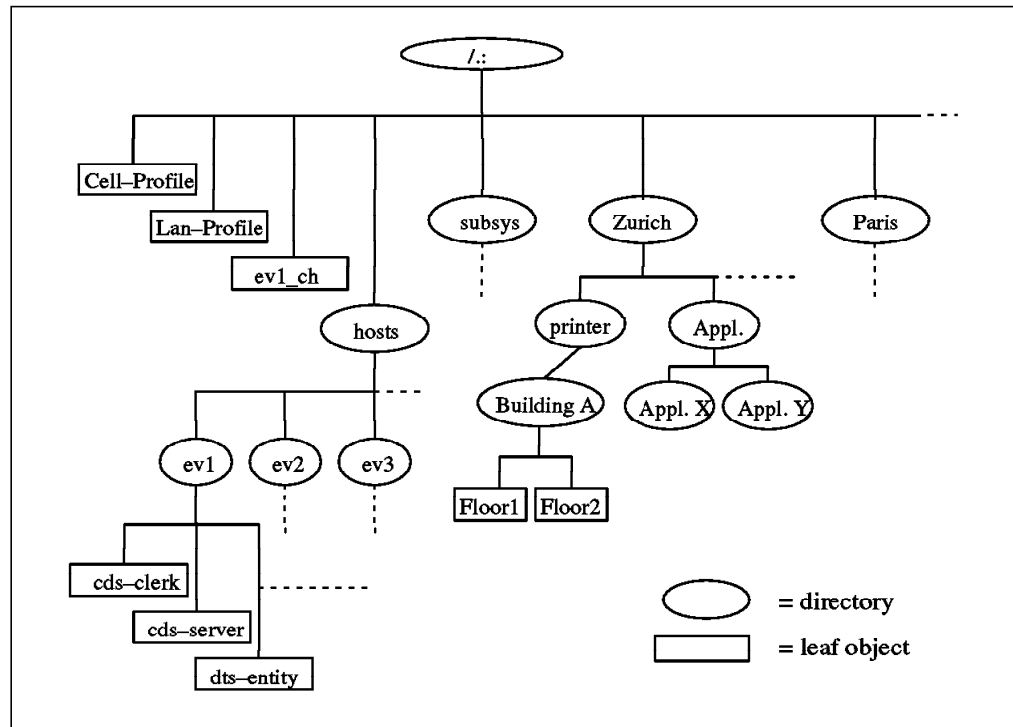 /.:
Cell–Profile
Lan–Profile
ev1_ch
subsys
Zurich
Paris
hosts
printer
Appl.
Building A
Appl. X
Appl. Y
ev1
ev2
ev3
Floor1
Floor2
cds–clerk
cds–server
dts–entity
= directory
= leaf object